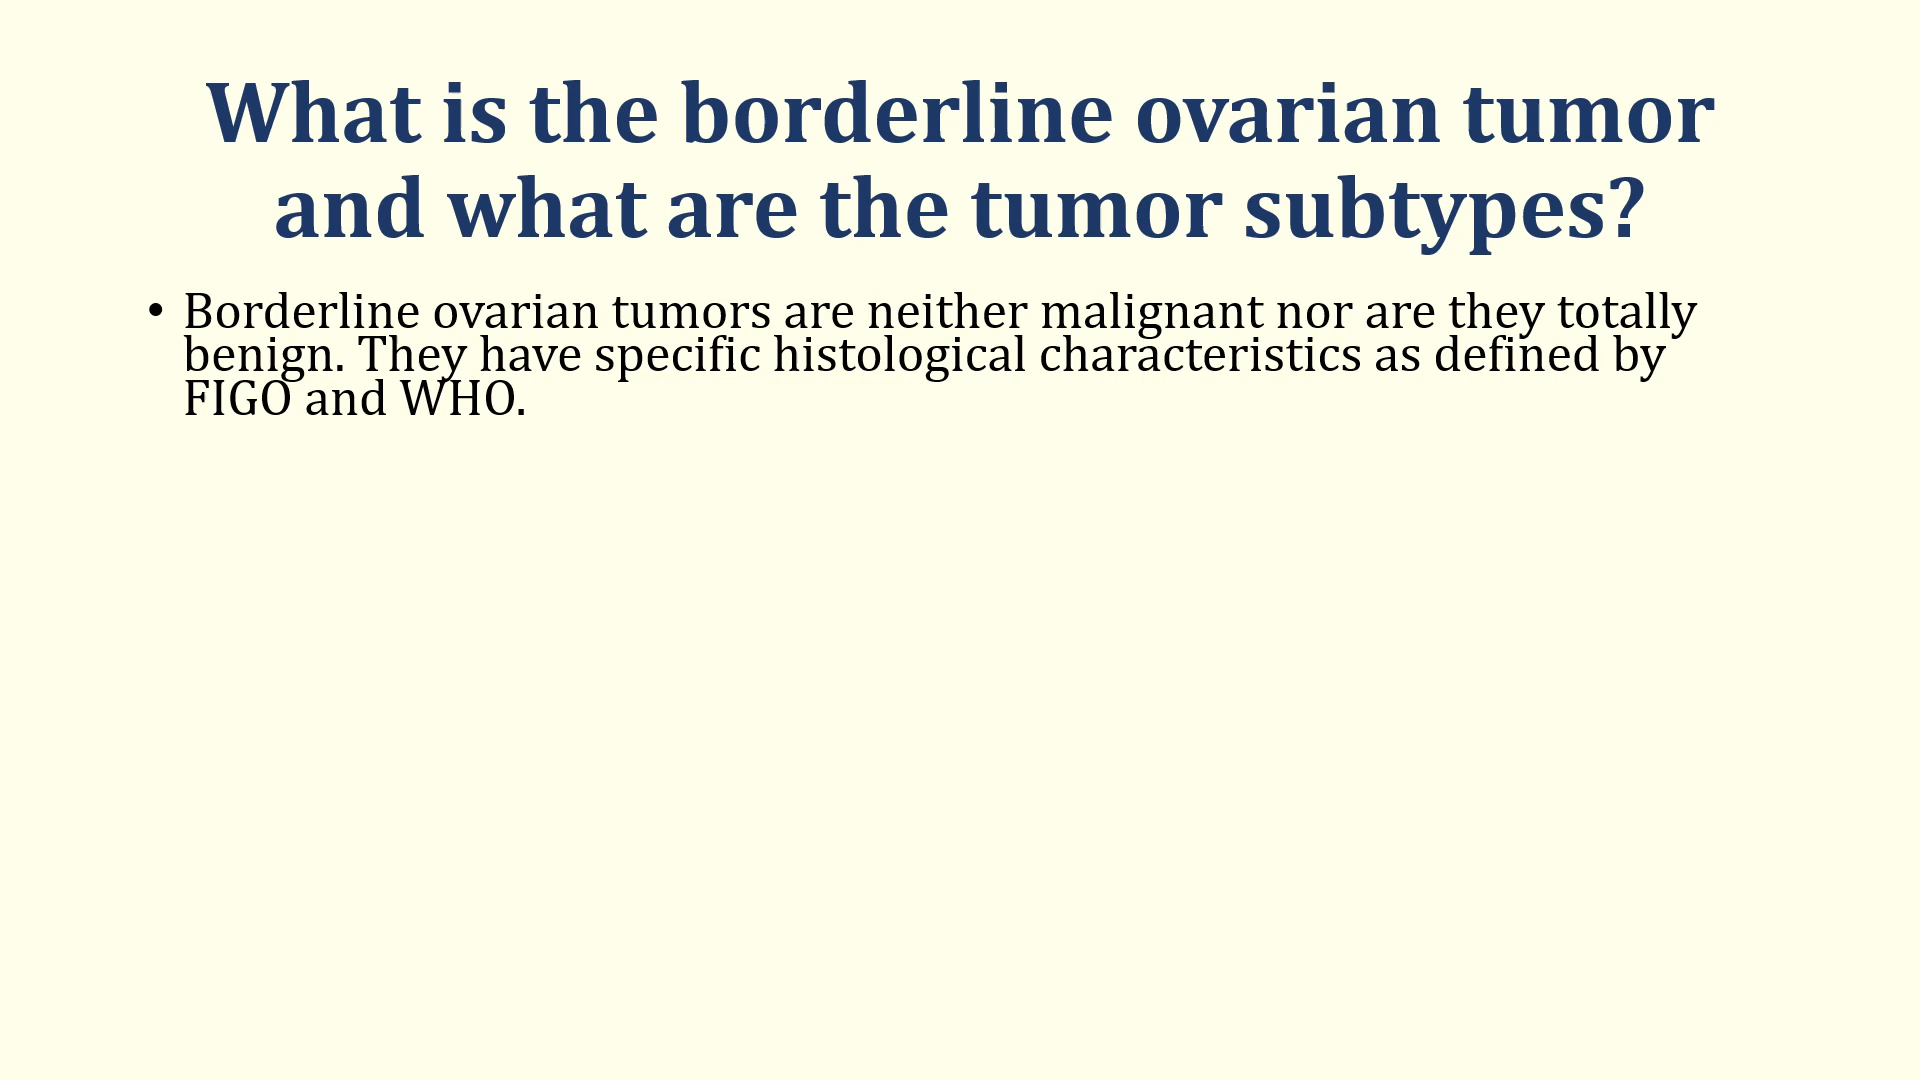 What is the borderline ovarian tumor
and what are the tumor subtypes?
• Borderline ovarian tumors are neither malignant nor are they totally
benign. They have specific histological characteristics as defined by
FIGO and WHO.